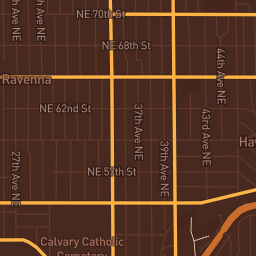 NE 70th St
NE 68th St
44th Ave NE
Ravenna
NE 62nd St
37th Ave NE
43rd Ave NE
39th Ave NE
27th Ave NE
NE 57th St
Calvary Catholic
Cemetery